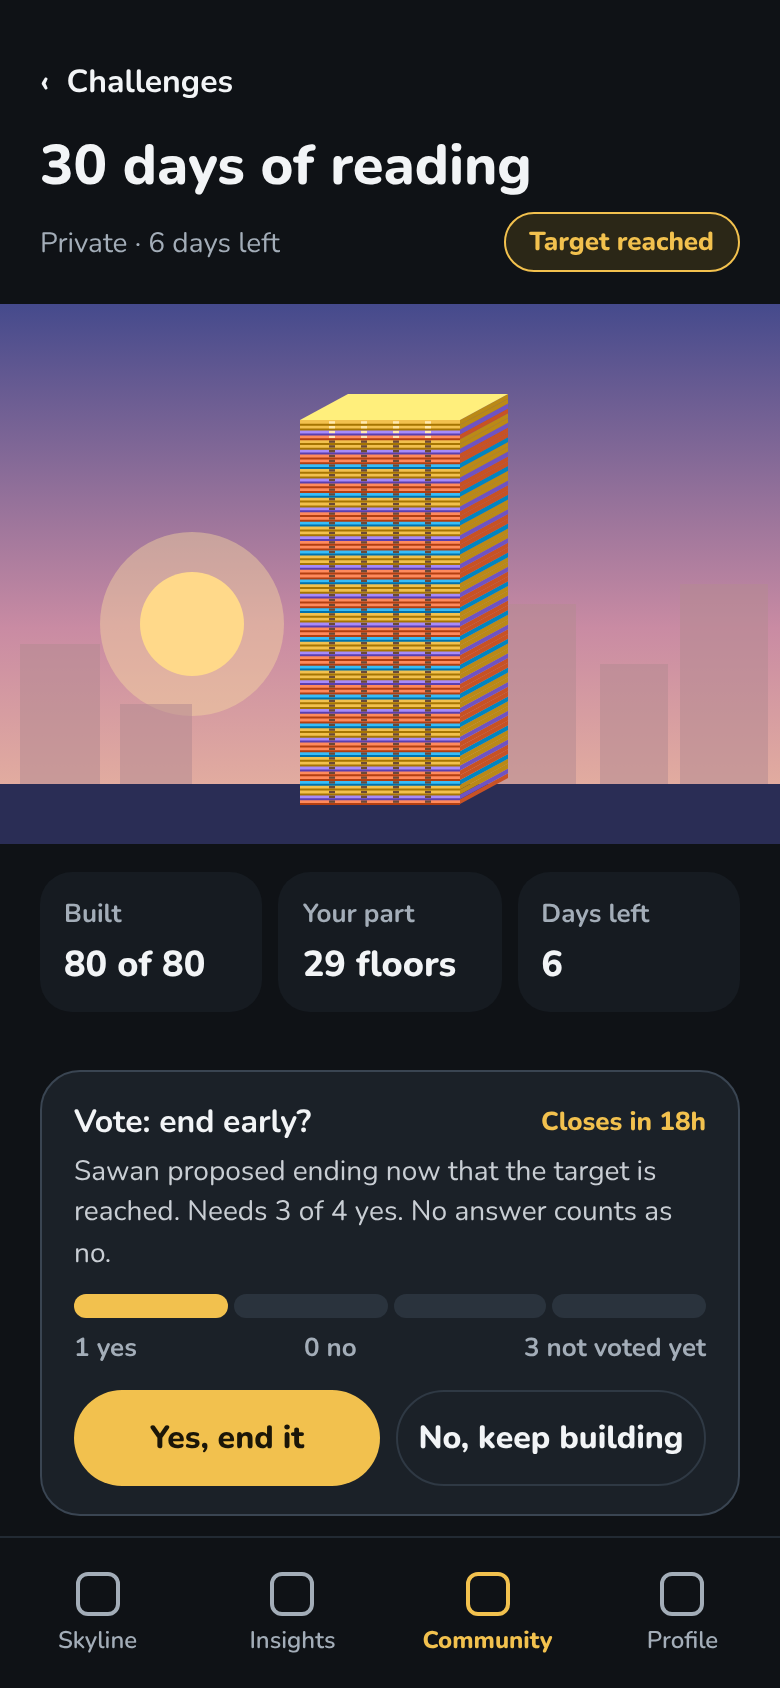 ‹ Challenges
30 days of reading
Private · 6 days left
Target reached
Built
80 of 80
Your part
29 floors
Days left
6
Vote: end early?
Closes in 18h
Sawan proposed ending now that the target is
reached. Needs 3 of 4 yes. No answer counts as
no.
1 yes
0 no
3 not voted yet
Yes, end it
No, keep building
Skyline
Insights
Community
Profile